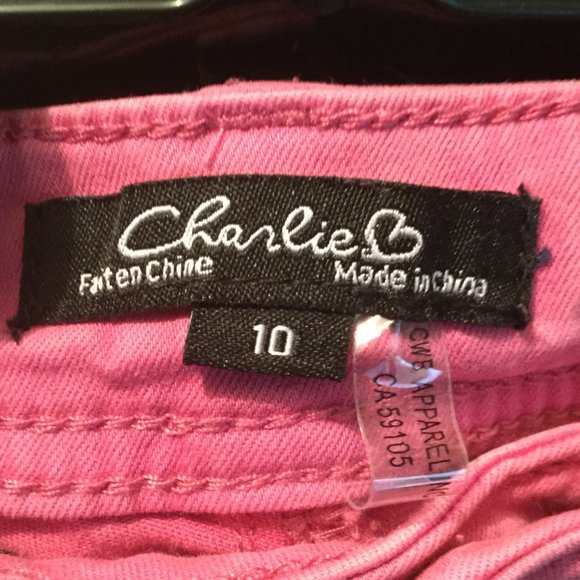 Charlie B
Fait en Chine
Made in China
10
CWB APPAREL
CA 59105